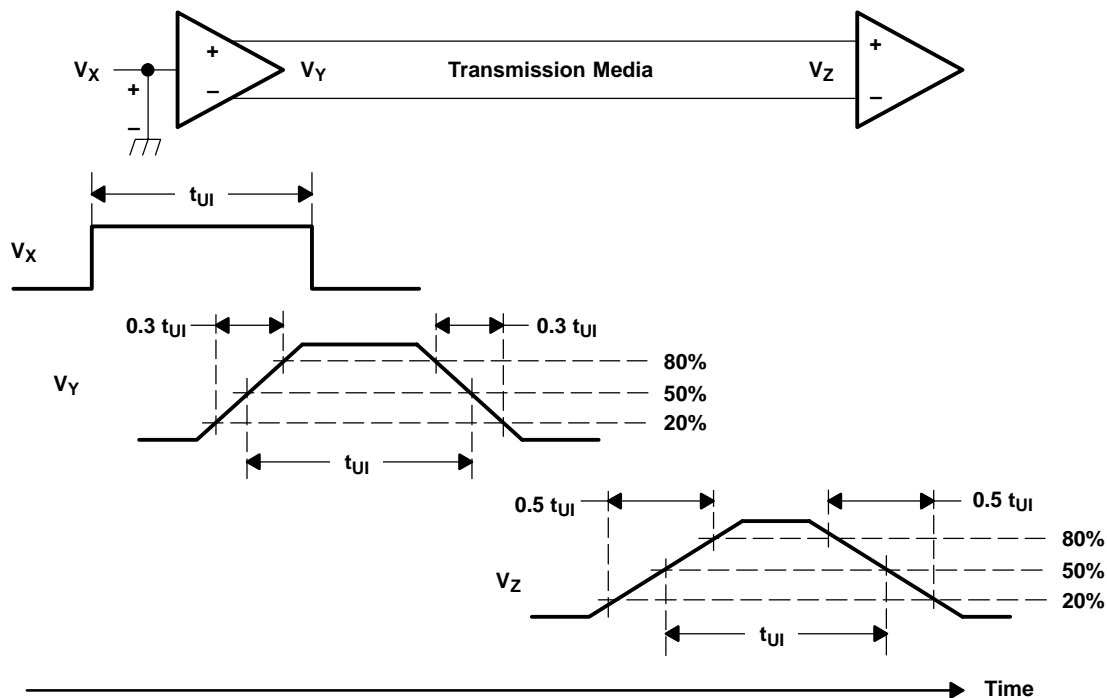 +
V_X
V_Y
Transmission Media
V_Z
+
+
–
–
–
t_UI
V_X
0.3 t_UI
0.3 t_UI
80%
V_Y
50%
20%
t_UI
0.5 t_UI
0.5 t_UI
80%
V_Z
50%
20%
t_UI
Time